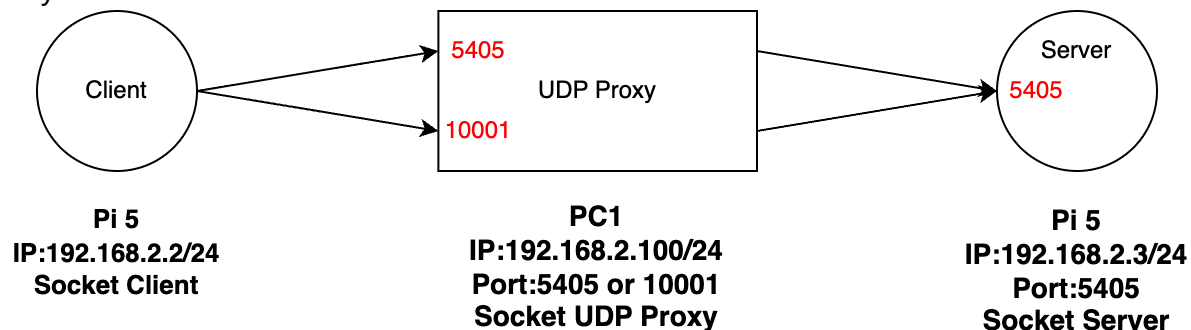 5405
Server
Client
UDP Proxy
5405
10001
Pi 5
IP:192.168.2.2/24
Socket Client
PC1
IP:192.168.2.100/24
Port:5405 or 10001
Socket UDP Proxy
Pi 5
IP:192.168.2.3/24
Port:5405
Socket Server